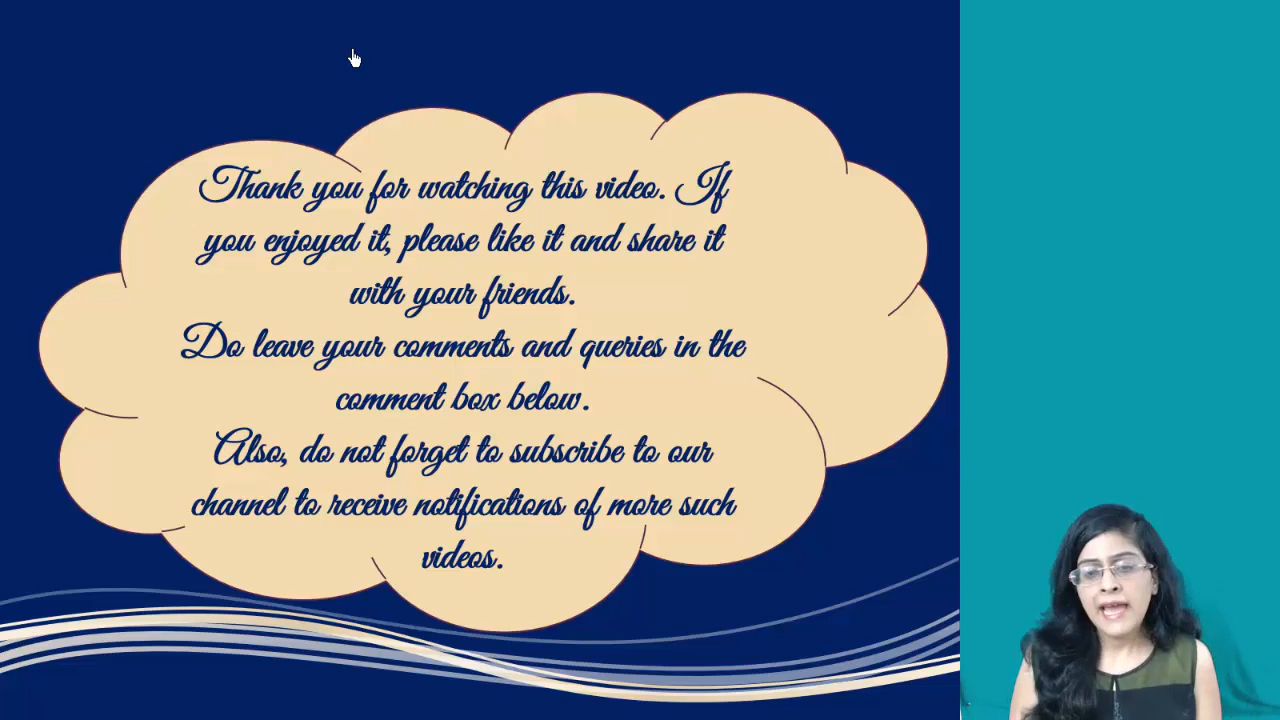 Thank you for watching this video. If
you enjoyed it, please like it and share it
with your friends.
Do leave your comments and queries in the
comment box below.
Also, do not forget to subscribe to our
channel to receive notifications of more such
videos.